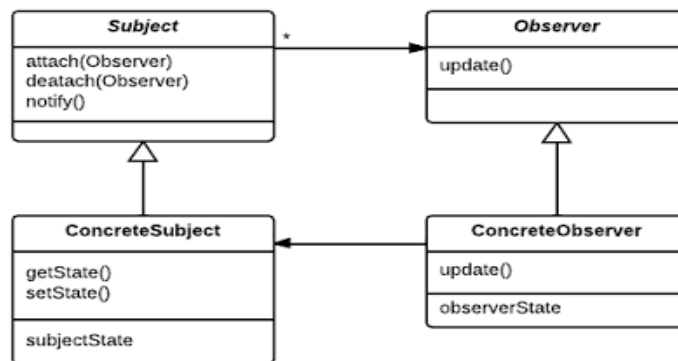 Subject
attach(Observer)
deatach(Observer)
notify()
*
Observer
update()
ConcreteSubject
getState()
setState()
subjectState
ConcreteObserver
update()
observerState